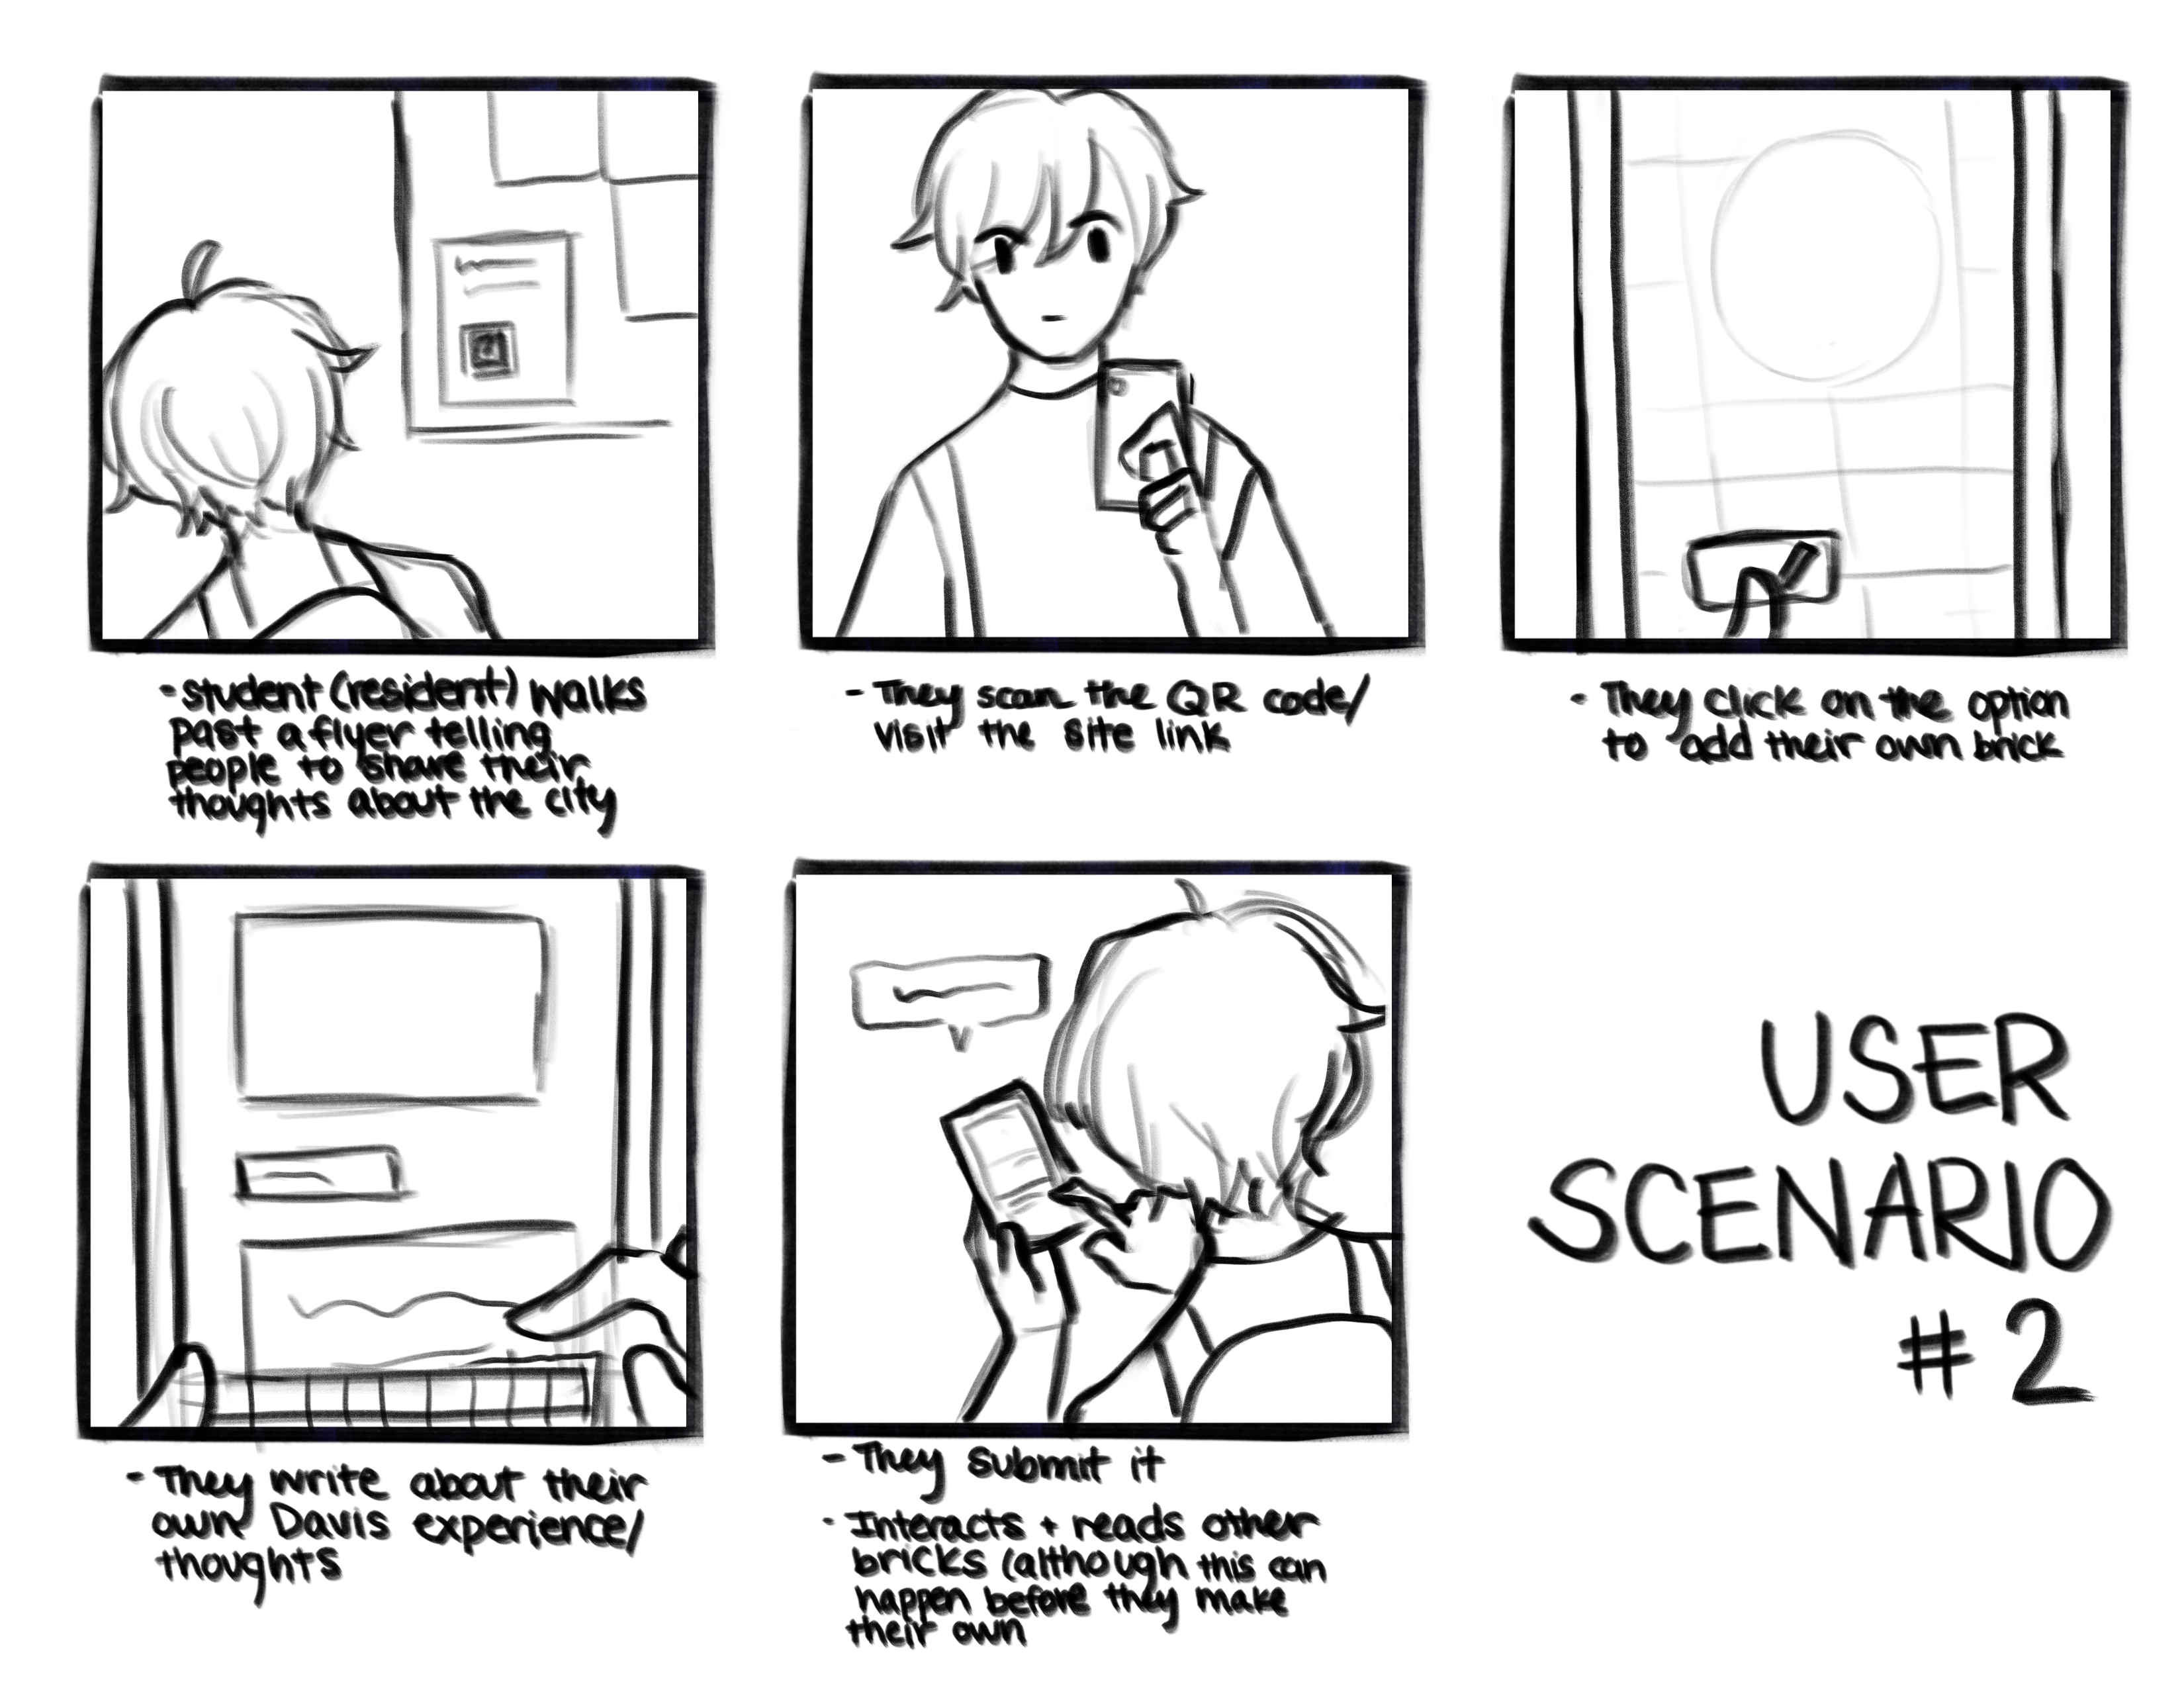 - student (resident) walks
past a flyer telling
people to share their
thoughts about the city
- They scan the QR code/
visit the site link
- They click on the option
to add their own brick
- They write about their
own Davis experience/
thoughts
- They submit it
- Interacts + reads other
bricks (although this can
happen before they make
their own
USER
SCENARIO
# 2